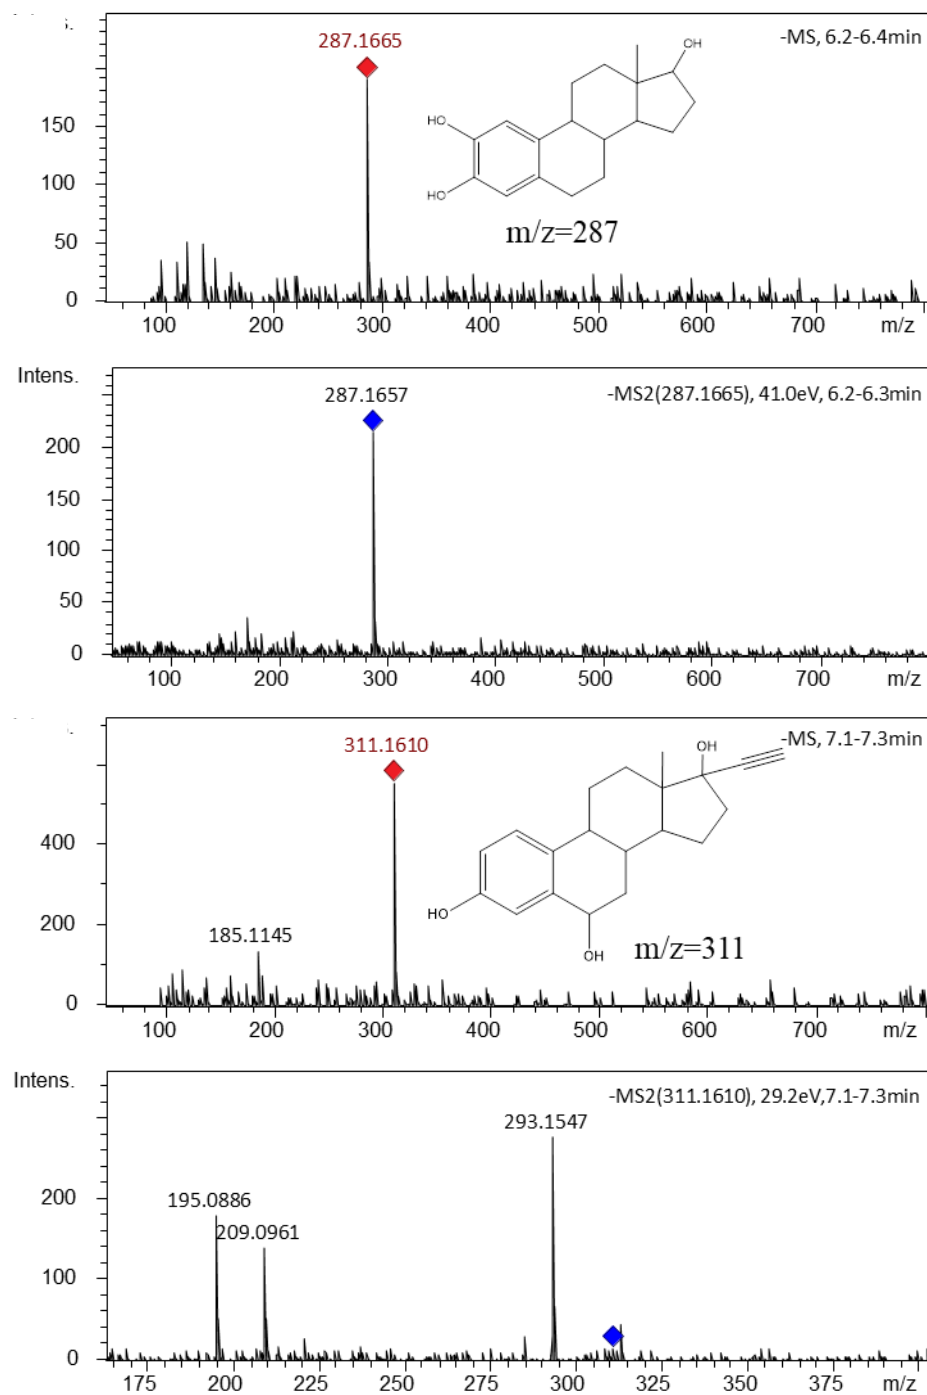 s.
287.1665
-MS, 6.2-6.4min
OH
HO
HO
m/z=287
150
100
50
0
100 200 300 400 500 600 700 m/z
Intens.
287.1657
-MS2(287.1665), 41.0eV, 6.2-6.3min
200
150
100
50
0
100 200 300 400 500 600 700 m/z
311.1610
-MS, 7.1-7.3min
OH
HO
OH
m/z=311
400
200
0
185.1145
100 200 300 400 500 600 700 m/z
Intens.
-MS2(311.1610), 29.2eV,7.1-7.3min
293.1547
195.0886
209.0961
200
100
0
175 200 225 250 275 300 325 350 375 m/z